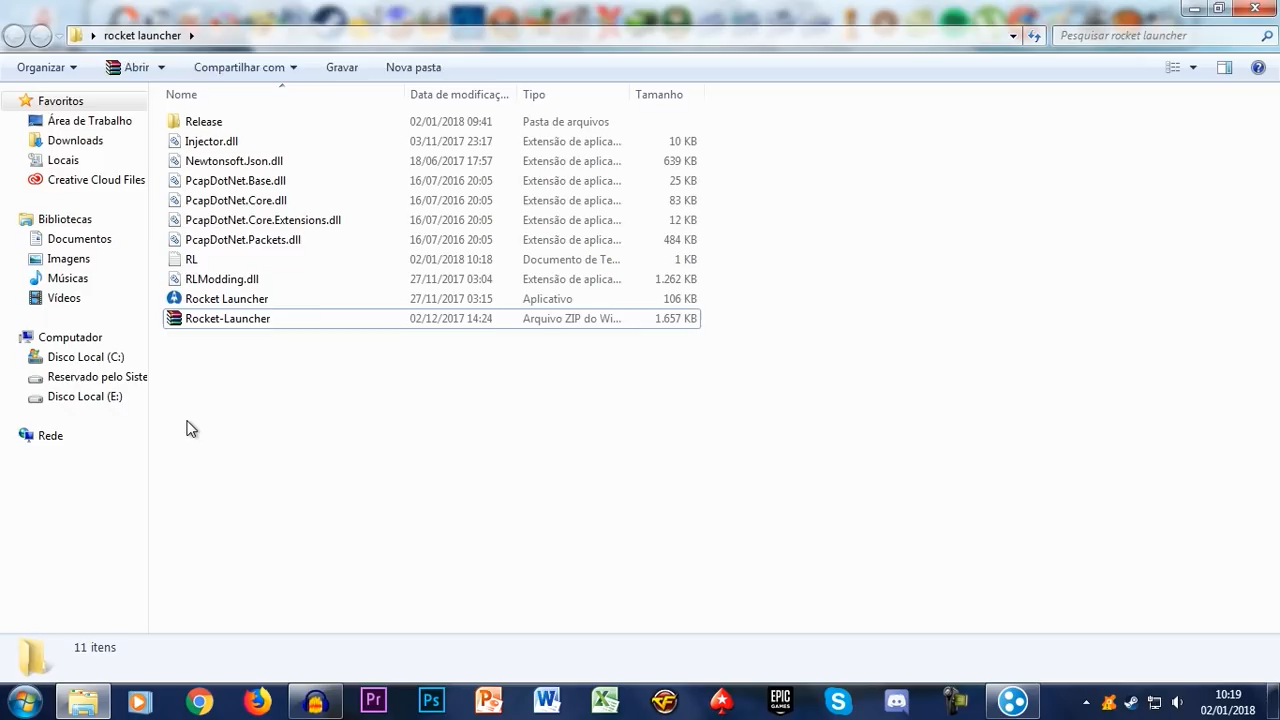 rocket launcher
Pesquisar rocket launcher
Organizar Abrir Compartilhar com Gravar Nova pasta
Nome Data de modificaç... Tipo Tamanho
Release 02/01/2018 09:41 Pasta de arquivos
Injector.dll 03/11/2017 23:17 Extensão de aplica... 10 KB
Newtonsoft.Json.dll 18/06/2017 17:57 Extensão de aplica... 639 KB
PcapDotNet.Base.dll 16/07/2016 20:05 Extensão de aplica... 25 KB
PcapDotNet.Core.dll 16/07/2016 20:05 Extensão de aplica... 83 KB
PcapDotNet.Core.Extensions.dll 16/07/2016 20:05 Extensão de aplica... 12 KB
PcapDotNet.Packets.dll 16/07/2016 20:05 Extensão de aplica... 484 KB
RL 02/01/2018 10:18 Documento de Te... 1 KB
RLModding.dll 27/11/2017 03:04 Extensão de aplica... 1.262 KB
Rocket Launcher 27/11/2017 03:15 Aplicativo 106 KB
Rocket-Launcher 02/12/2017 14:24 Arquivo ZIP do Wi... 1.657 KB
Favoritos
Área de Trabalho
Downloads
Locais
Creative Cloud Files
Bibliotecas
Documentos
Imagens
Músicas
Vídeos
Computador
Disco Local (C:)
Reservado pelo Siste
Disco Local (E:)
Rede
11 itens
Pr Ps
EPIC
GAMES
10:19
02/01/2018